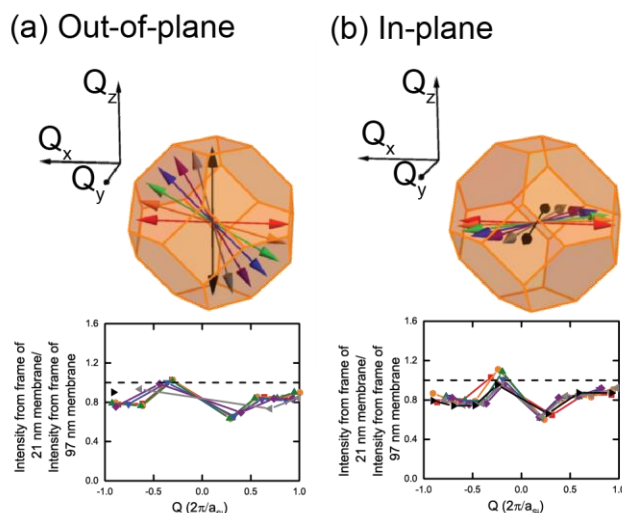 (a) Out-of-plane
(b) In-plane
Qz
Qx
Qy
Qz
Qx
Qy
Intensity from frame of
21 nm membrane/
Intensity from frame of
97 nm membrane
1.6
1.2
0.8
0.4
0.0
-1.0 -0.5 0.0 0.5 1.0
Q (2π/aSi)
Intensity from frame of
21 nm membrane/
Intensity from frame of
97 nm membrane
1.6
1.2
0.8
0.4
0.0
-1.0 -0.5 0.0 0.5 1.0
Q (2π/aSi)